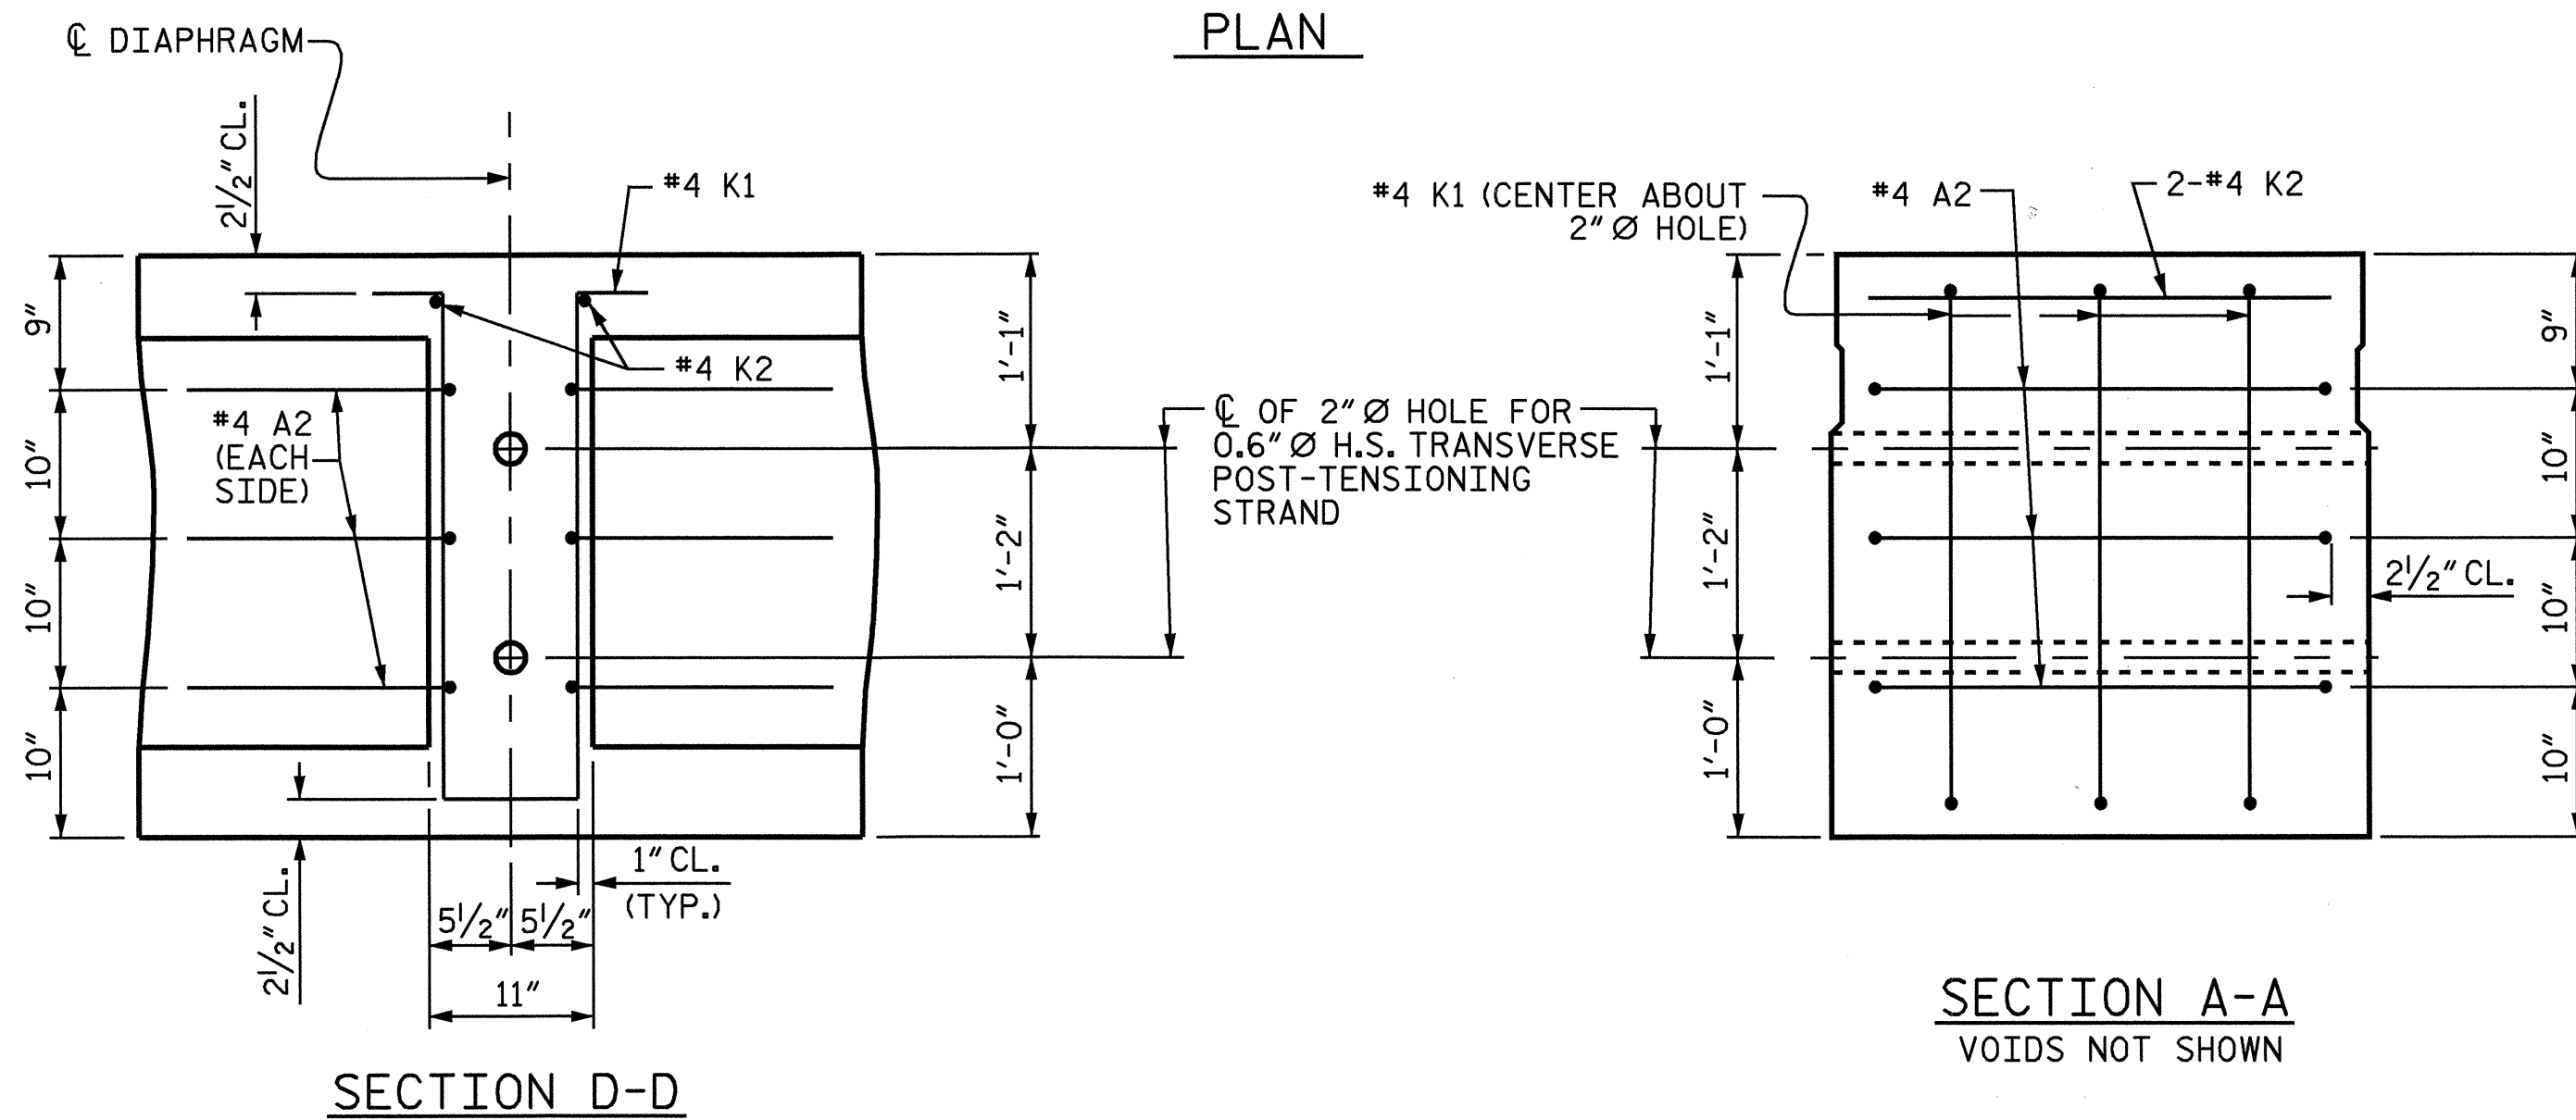 PLAN
℄ DIAPHRAGM
2½" CL.
#4 K1
9"
10"
10"
10"
#4 A2
(EACH
SIDE)
#4 K2
1'-1"
1'-2"
1'-0"
2½" CL.
1" CL.
(TYP.)
5½" 5½"
11"
SECTION D-D
℄ OF 2" Ø HOLE FOR
0.6" Ø H.S. TRANSVERSE
POST-TENSIONING
STRAND
#4 K1 (CENTER ABOUT
2" Ø HOLE)
#4 A2
2-#4 K2
1'-1"
1'-2"
1'-0"
9"
10"
10"
10"
2½" CL.
SECTION A-A
VOIDS NOT SHOWN